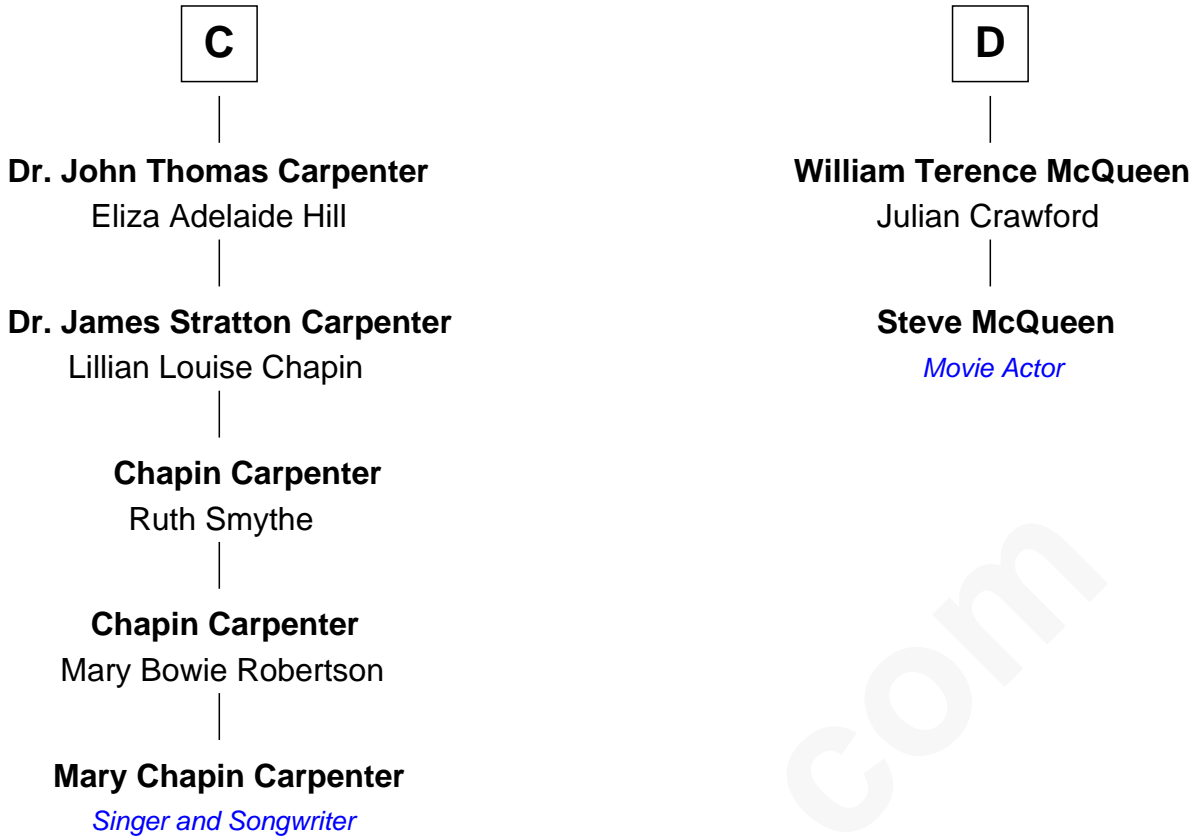 C
Dr. John Thomas Carpenter
Eliza Adelaide Hill
Dr. James Stratton Carpenter
Lillian Louise Chapin
Chapin Carpenter
Ruth Smythe
Chapin Carpenter
Mary Bowie Robertson
Mary Chapin Carpenter
Singer and Songwriter
D
William Terence McQueen
Julian Crawford
Steve McQueen
Movie Actor
com